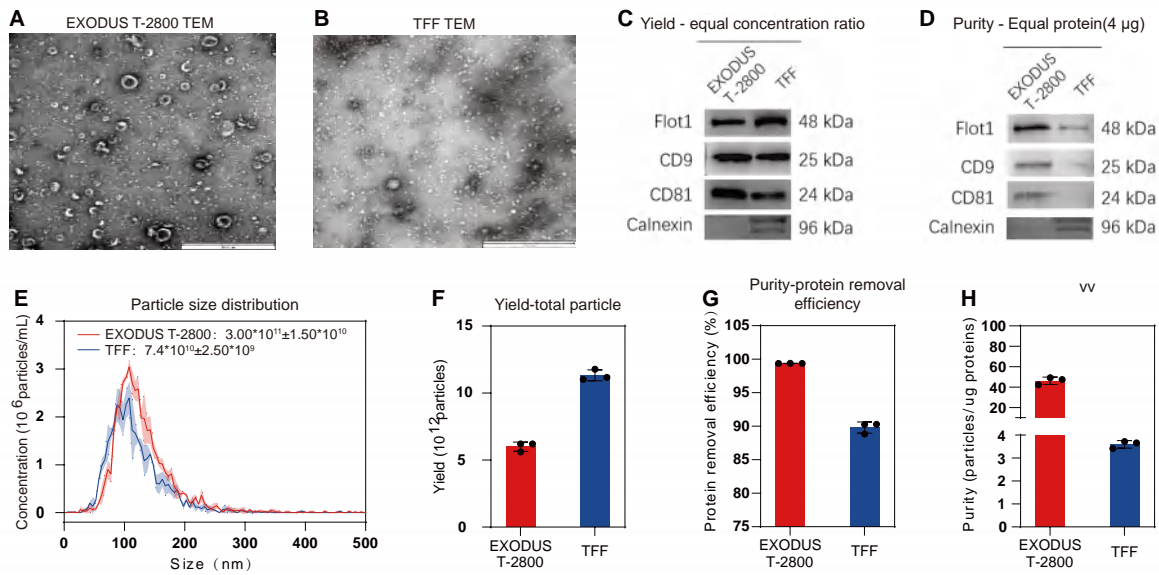 A
EXODUS T-2800 TEM
B
TFF TEM
C
Yield - equal concentration ratio
EXODUS
T-2800
TFF
Flot1
48 kDa
CD9
25 kDa
CD81
24 kDa
Calnexin
96 kDa
D
Purity - Equal protein(4 µg)
EXODUS
T-2800
TFF
Flot1
48 kDa
CD9
25 kDa
CD81
24 kDa
Calnexin
96 kDa
E
Particle size distribution
EXODUS T-2800: 3.00*10¹¹±1.50*10¹⁰
TFF: 7.4*10¹⁰±2.50*10⁹
Concentration (10⁶particles/mL)
4
3
2
1
0
0
100
200
300
400
500
Size (nm)
F
Yield-total particle
Yield (10¹²particles)
15
10
5
0
EXODUS
T-2800
TFF
G
Purity-protein removal
efficiency
Protein removal efficiency (%)
105
100
95
90
85
80
75
EXODUS
T-2800
TFF
H
vv
Purity (particles/ug proteins)
100
80
60
40
20
4
3
2
1
0
EXODUS
T-2800
TFF